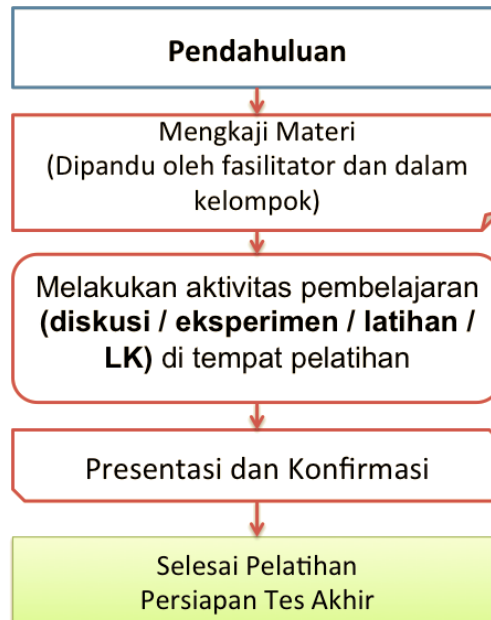 Pendahuluan
Mengkaji Materi
(Dipandu oleh fasilitator dan dalam
kelompok)
Melakukan aktivitas pembelajaran
(diskusi / eksperimen / latihan /
LK) di tempat pelatihan
Presentasi dan Konfirmasi
Selesai Pelatihan
Persiapan Tes Akhir